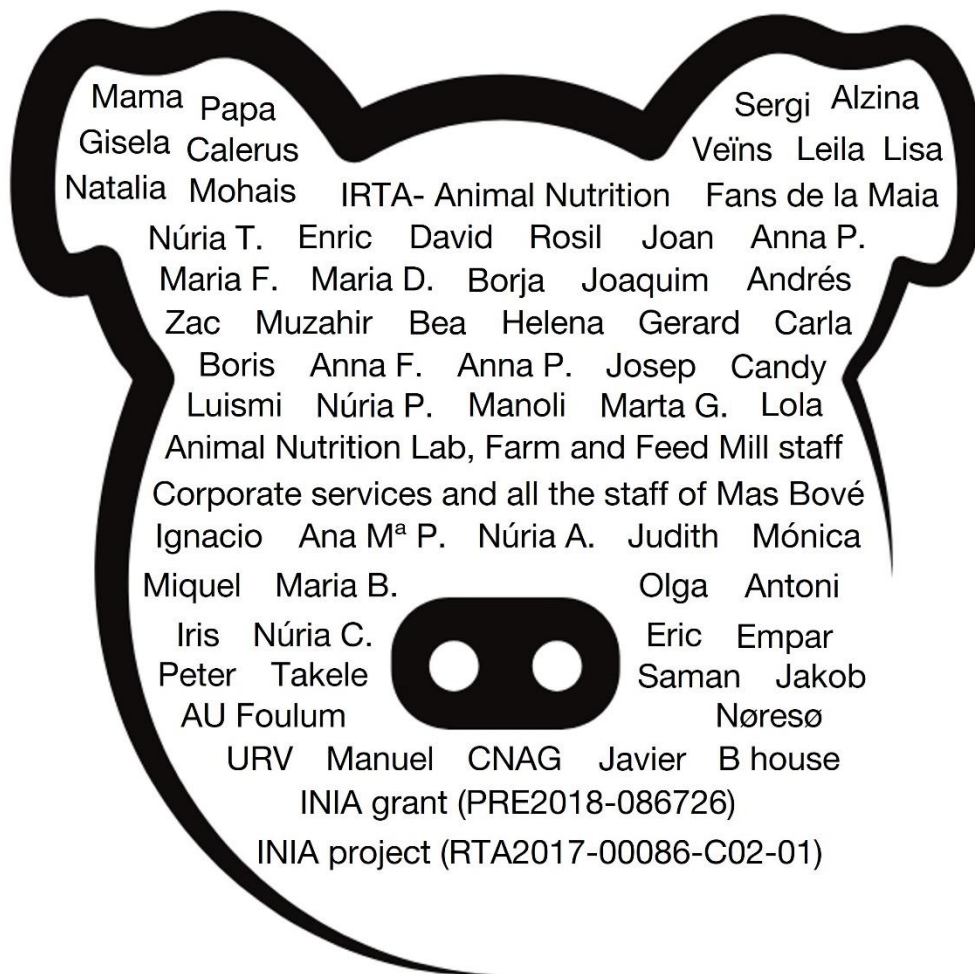 Mama Papa Sergi Alzina
Gisela Calerus Veïns Leila Lisa
Natalia Mohais IRTA- Animal Nutrition Fans de la Maia
Núria T. Enric David Rosil Joan Anna P.
Maria F. Maria D. Borja Joaquim Andrés
Zac Muzahir Bea Helena Gerard Carla
Boris Anna F. Anna P. Josep Candy
Luismi Núria P. Manoli Marta G. Lola
Animal Nutrition Lab, Farm and Feed Mill staff
Corporate services and all the staff of Mas Bové
Ignacio Ana Mª P. Núria A. Judith Mónica
Miquel Maria B. Olga Antoni
Iris Núria C. Eric Empar
Peter Takele Saman Jakob
AU Foulum Nøresø
URV Manuel CNAG Javier B house
INIA grant (PRE2018-086726)
INIA project (RTA2017-00086-C02-01)